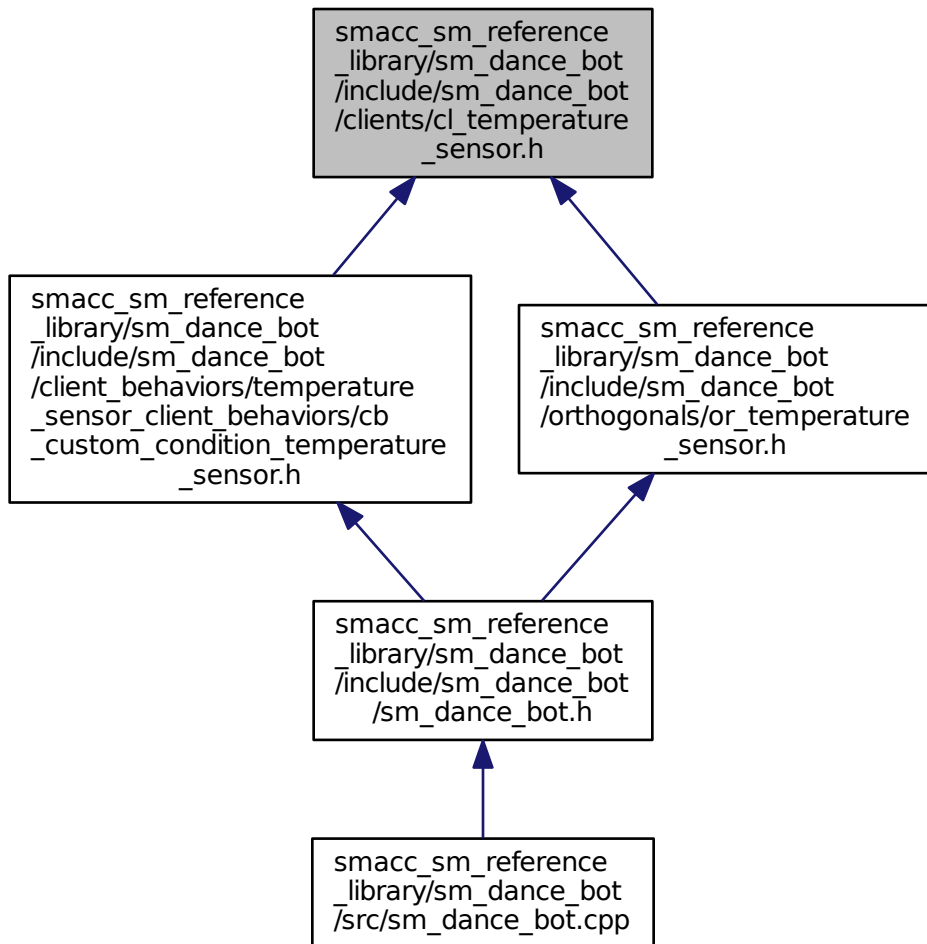 smacc_sm_reference
_library/sm_dance_bot
/include/sm_dance_bot
/clients/cl_temperature
_sensor.h
smacc_sm_reference
_library/sm_dance_bot
/include/sm_dance_bot
/client_behaviors/temperature
_sensor_client_behaviors/cb
_custom_condition_temperature
_sensor.h
smacc_sm_reference
_library/sm_dance_bot
/include/sm_dance_bot
/orthogonals/or_temperature
_sensor.h
smacc_sm_reference
_library/sm_dance_bot
/include/sm_dance_bot
/sm_dance_bot.h
smacc_sm_reference
_library/sm_dance_bot
/src/sm_dance_bot.cpp